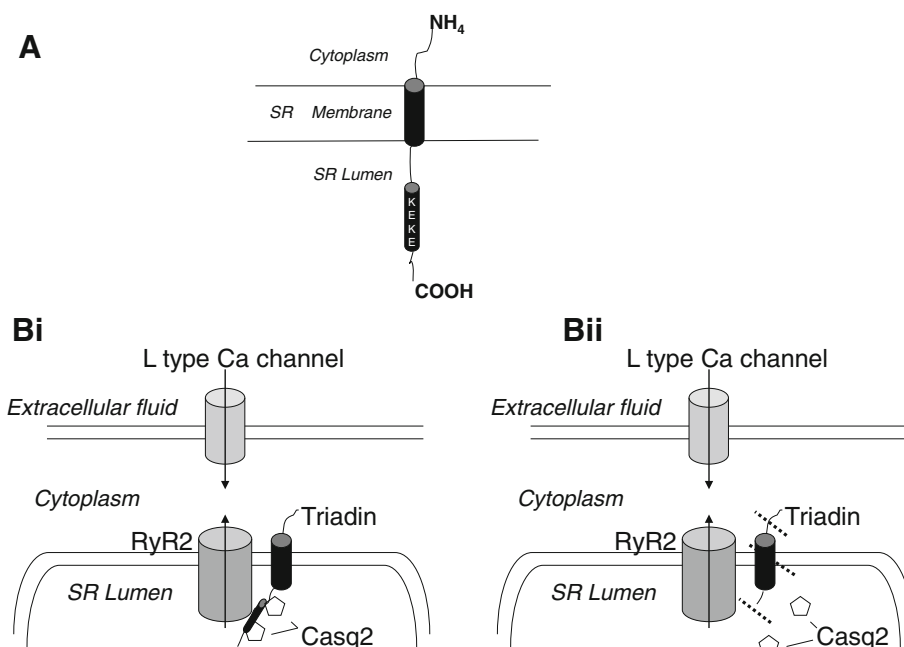 A
NH4
Cytoplasm
SR Membrane
SR Lumen
K
E
K
E
COOH
Bi
L type Ca channel
Extracellular fluid
Cytoplasm
Triadin
RyR2
SR Lumen
Casq2
Bii
L type Ca channel
Extracellular fluid
Cytoplasm
Triadin
RyR2
SR Lumen
Casq2